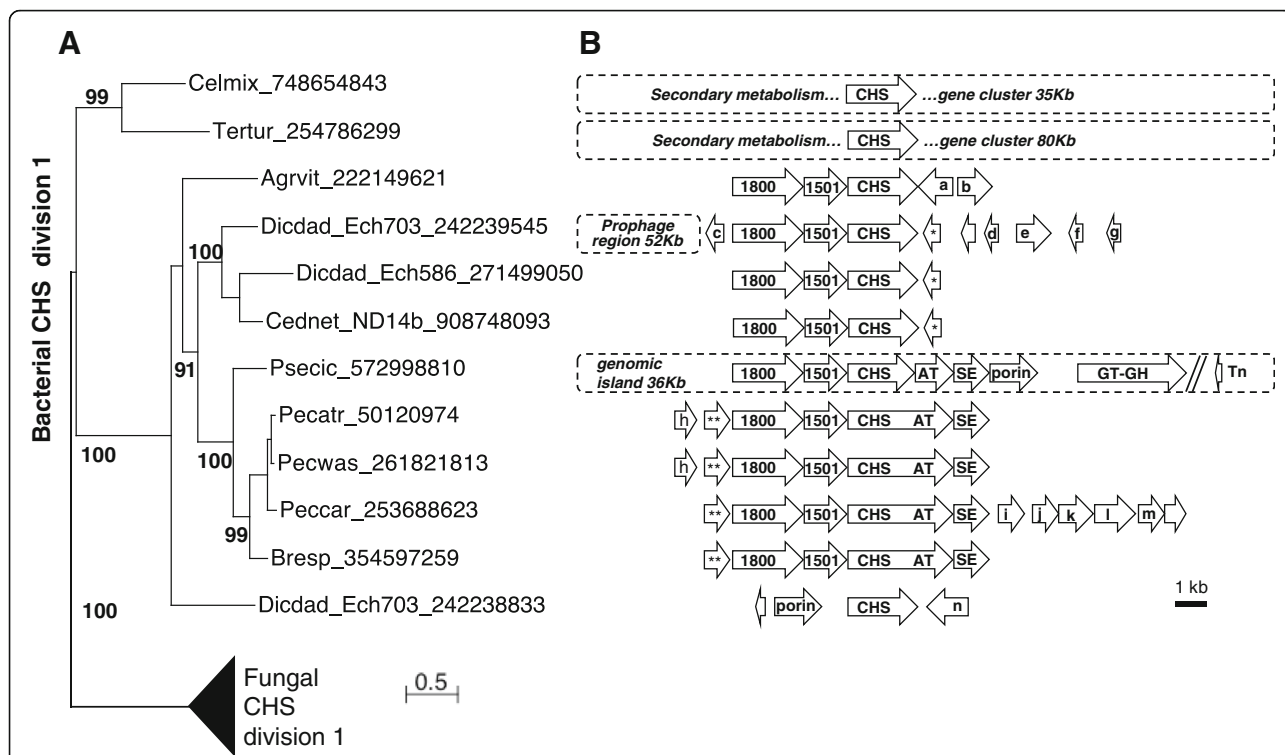 A
B
Bacterial CHS division 1
99
Celmix_748654843
Secondary metabolism... CHS ...gene cluster 35Kb
Tertur_254786299
Secondary metabolism... CHS ...gene cluster 80Kb
Agrvit_222149621
1800 1501 CHS a b
Dicdad_Ech703_242239545
Prophage
region 52Kb
c 1800 1501 CHS * d e f g
100
Dicdad_Ech586_271499050
1800 1501 CHS *
Cednet_ND14b_908748093
1800 1501 CHS *
91
Psecic_572998810
genomic
island 36Kb
1800 1501 CHS AT SE porin GT-GH Tn
Pecatr_50120974
h ** 1800 1501 CHS AT SE
100
100
Pecwas_261821813
h ** 1800 1501 CHS AT SE
Peccar_253688623
** 1800 1501 CHS AT SE i j k l m
99
Bresp_354597259
** 1800 1501 CHS AT SE
1 kb
100
Dicdad_Ech703_242238833
porin CHS n
Fungal
CHS
division 1
0.5